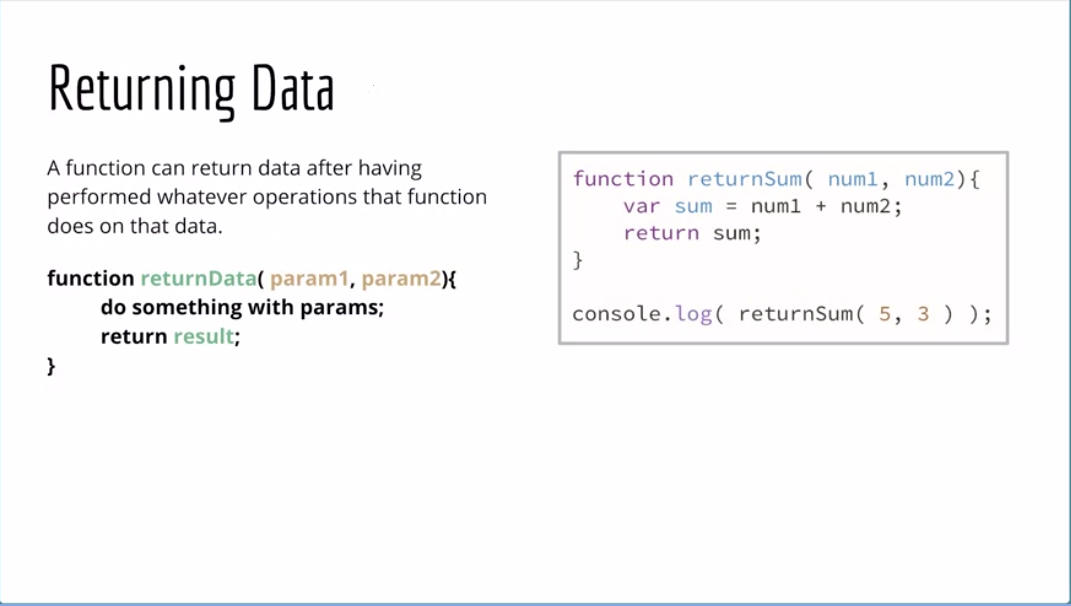 Returning Data
A function can return data after having
performed whatever operations that function
does on that data.
function returnData( param1, param2){
do something with params;
return result;
}
function returnSum( num1, num2){
var sum = num1 + num2;
return sum;
}
console.log( returnSum( 5, 3 ) );